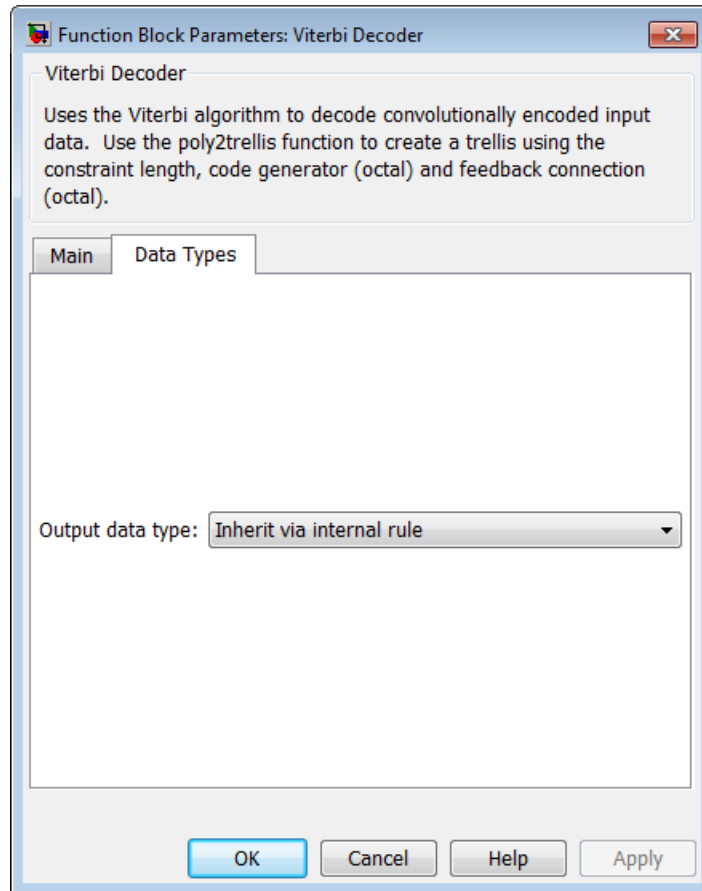 Function Block Parameters: Viterbi Decoder
Viterbi Decoder
Uses the Viterbi algorithm to decode convolutionally encoded input
data. Use the poly2trellis function to create a trellis using the
constraint length, code generator (octal) and feedback connection
(octal).
Main Data Types
Output data type: Inherit via internal rule
OK Cancel Help Apply